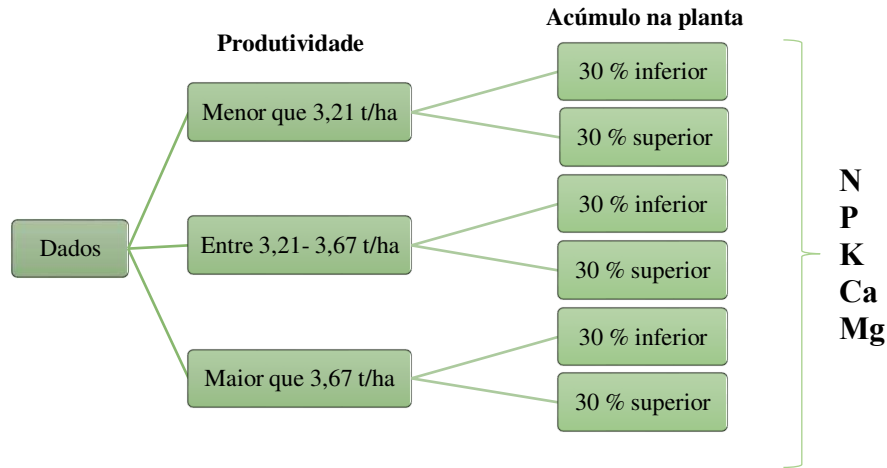 Acúmulo na planta
Produtividade
30 % inferior
Menor que 3,21 t/ha
30 % superior
N
30 % inferior
P
Dados
Entre 3,21- 3,67 t/ha
K
30 % superior
Ca
30 % inferior
Mg
Maior que 3,67 t/ha
30 % superior